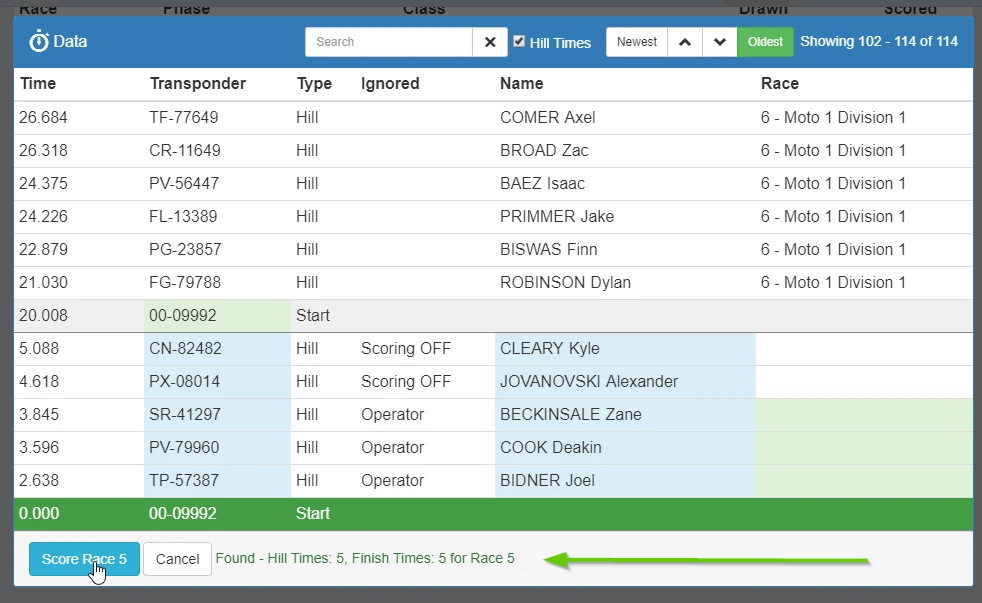 Race Phase Class Drawn Scored
Data Search × Hill Times Newest Oldest Showing 102 - 114 of 114
Time Transponder Type Ignored Name Race
26.684 TF-77649 Hill COMER Axel 6 - Moto 1 Division 1
26.318 CR-11649 Hill BROAD Zac 6 - Moto 1 Division 1
24.375 PV-56447 Hill BAEZ Isaac 6 - Moto 1 Division 1
24.226 FL-13389 Hill PRIMMER Jake 6 - Moto 1 Division 1
22.879 PG-23857 Hill BISWAS Finn 6 - Moto 1 Division 1
21.030 FG-79788 Hill ROBINSON Dylan 6 - Moto 1 Division 1
20.008 00-09992 Start
5.088 CN-82482 Hill Scoring OFF CLEARY Kyle
4.618 PX-08014 Hill Scoring OFF JOVANOVSKI Alexander
3.845 SR-41297 Hill Operator BECKINSALE Zane
3.596 PV-79960 Hill Operator COOK Deakin
2.638 TP-57387 Hill Operator BIDNER Joel
0.000 00-09992 Start
Score Race 5 Cancel Found - Hill Times: 5, Finish Times: 5 for Race 5